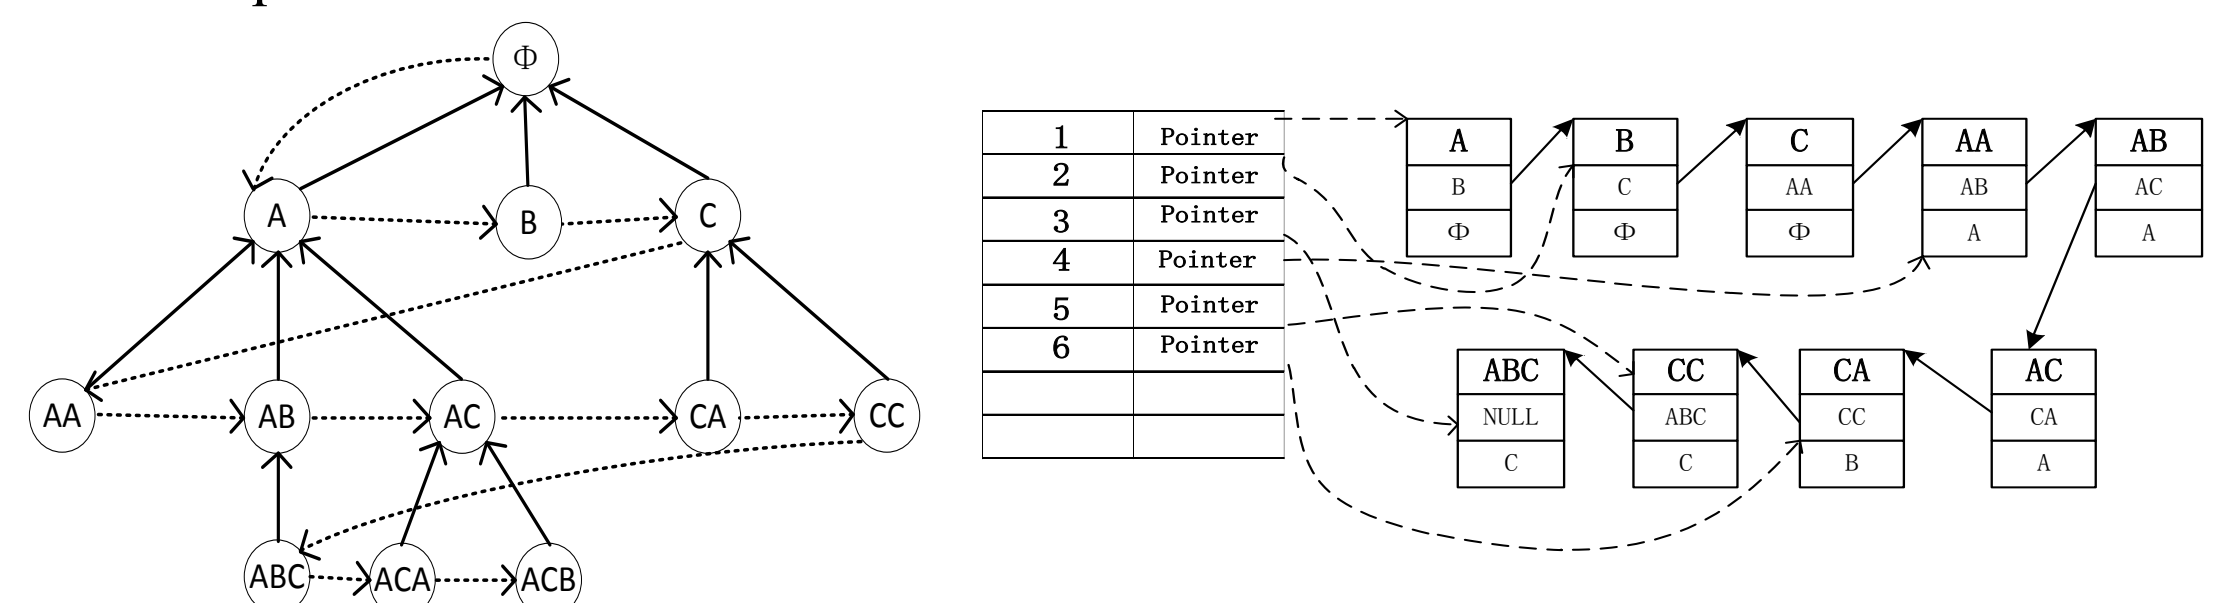 Φ
A
B
C
AA
AB
AC
CA
CC
ABC
ACA
ACB
1 Pointer
2 Pointer
3 Pointer
4 Pointer
5 Pointer
6 Pointer
A
B
Φ
B
C
Φ
C
AA
Φ
AA
AB
A
AB
AC
A
ABC
NULL
C
CC
ABC
C
CA
CC
B
AC
CA
A